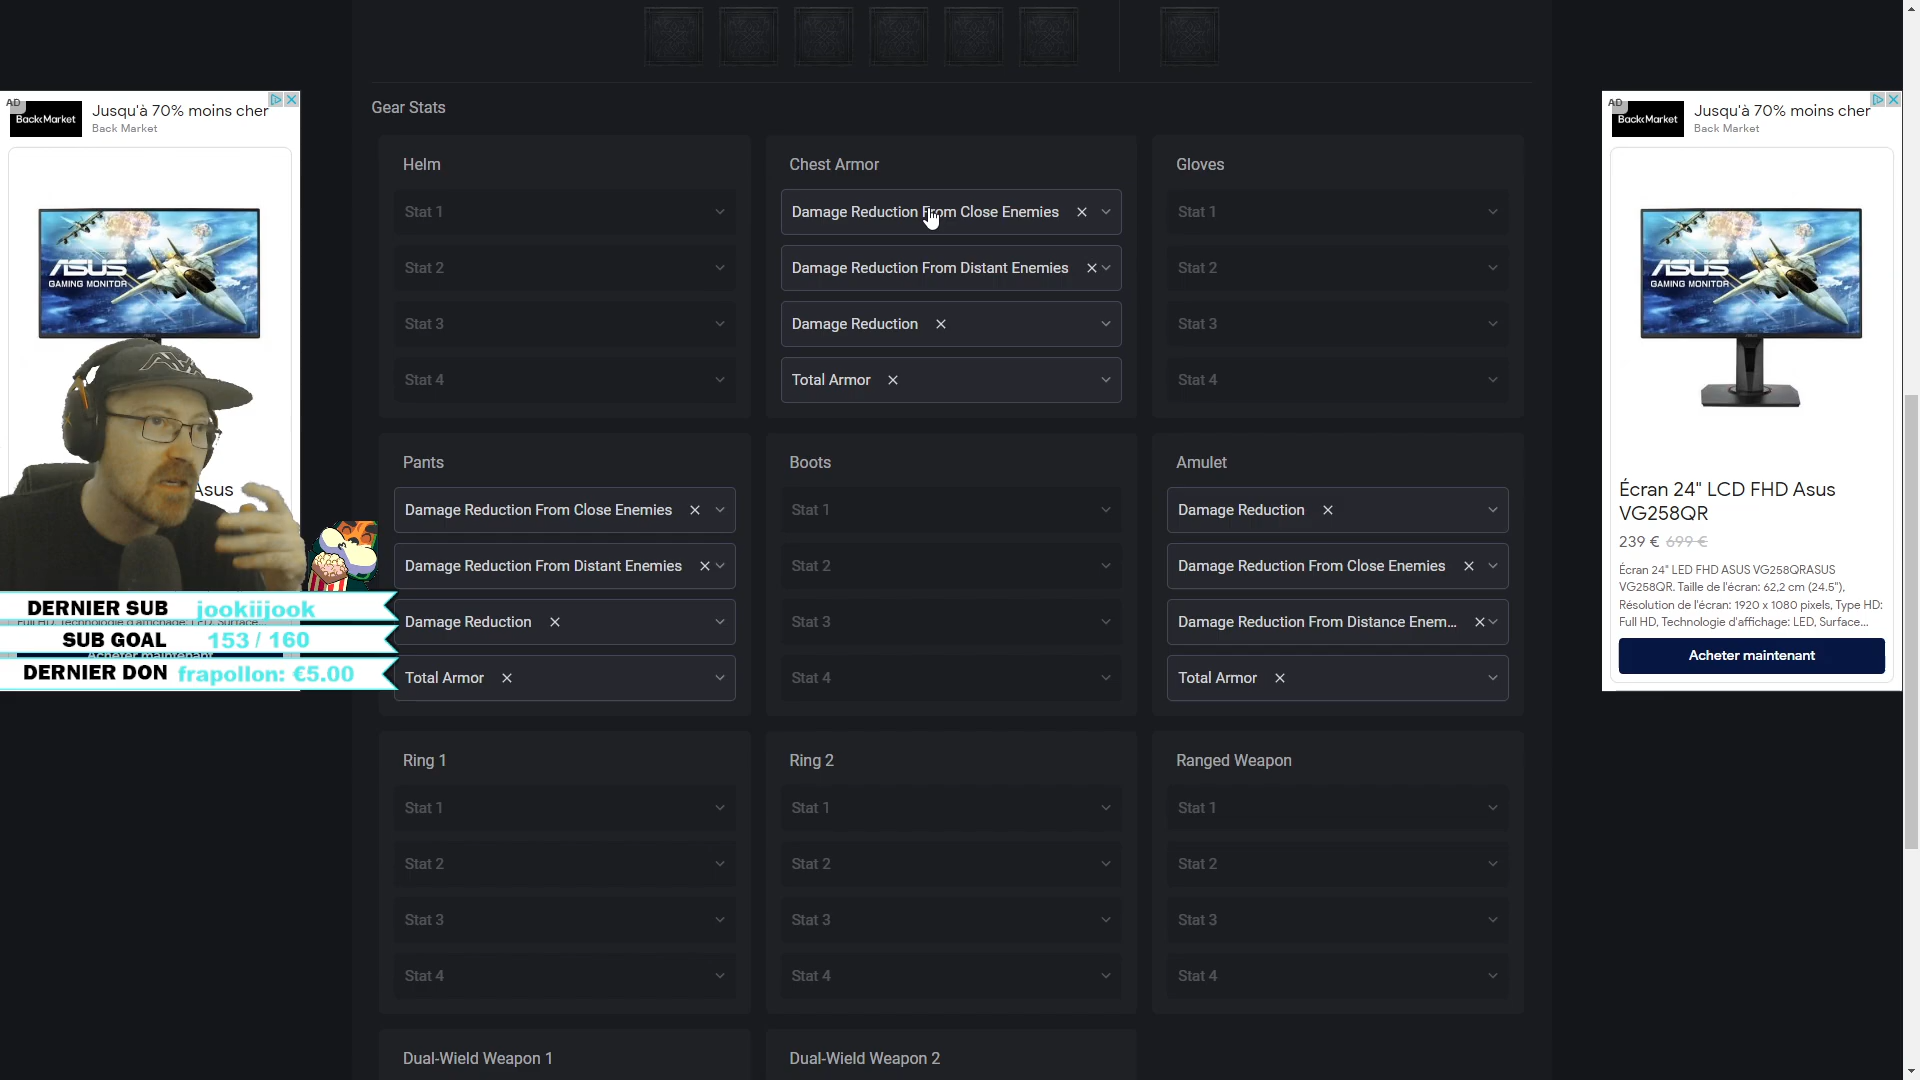 Gear Stats
AD
Back Market
Jusqu'à 70% moins cher
Back Market
ASUS
GAMING MONITOR
Asus
Acheter maintenant
DERNIER SUB jookiijook
SUB GOAL 153 / 160
DERNIER DON frapollon: €5.00
Helm
Stat 1
Stat 2
Stat 3
Stat 4
Chest Armor
Damage Reduction From Close Enemies
Damage Reduction From Distant Enemies
Damage Reduction
Total Armor
Gloves
Stat 1
Stat 2
Stat 3
Stat 4
Pants
Damage Reduction From Close Enemies
Damage Reduction From Distant Enemies
Damage Reduction
Total Armor
Boots
Stat 1
Stat 2
Stat 3
Stat 4
Amulet
Damage Reduction
Damage Reduction From Close Enemies
Damage Reduction From Distance Enem...
Total Armor
Ring 1
Stat 1
Stat 2
Stat 3
Stat 4
Ring 2
Stat 1
Stat 2
Stat 3
Stat 4
Ranged Weapon
Stat 1
Stat 2
Stat 3
Stat 4
Dual-Wield Weapon 1
Dual-Wield Weapon 2
AD
Back Market
Jusqu'à 70% moins cher
Back Market
ASUS
GAMING MONITOR
Écran 24" LCD FHD Asus
VG258QR
239 € 699 €
Écran 24" LED FHD ASUS VG258QRASUS
VG258QR. Taille de l'écran: 62,2 cm (24.5"),
Résolution de l'écran: 1920 x 1080 pixels, Type HD:
Full HD, Technologie d'affichage: LED, Surface...
Acheter maintenant